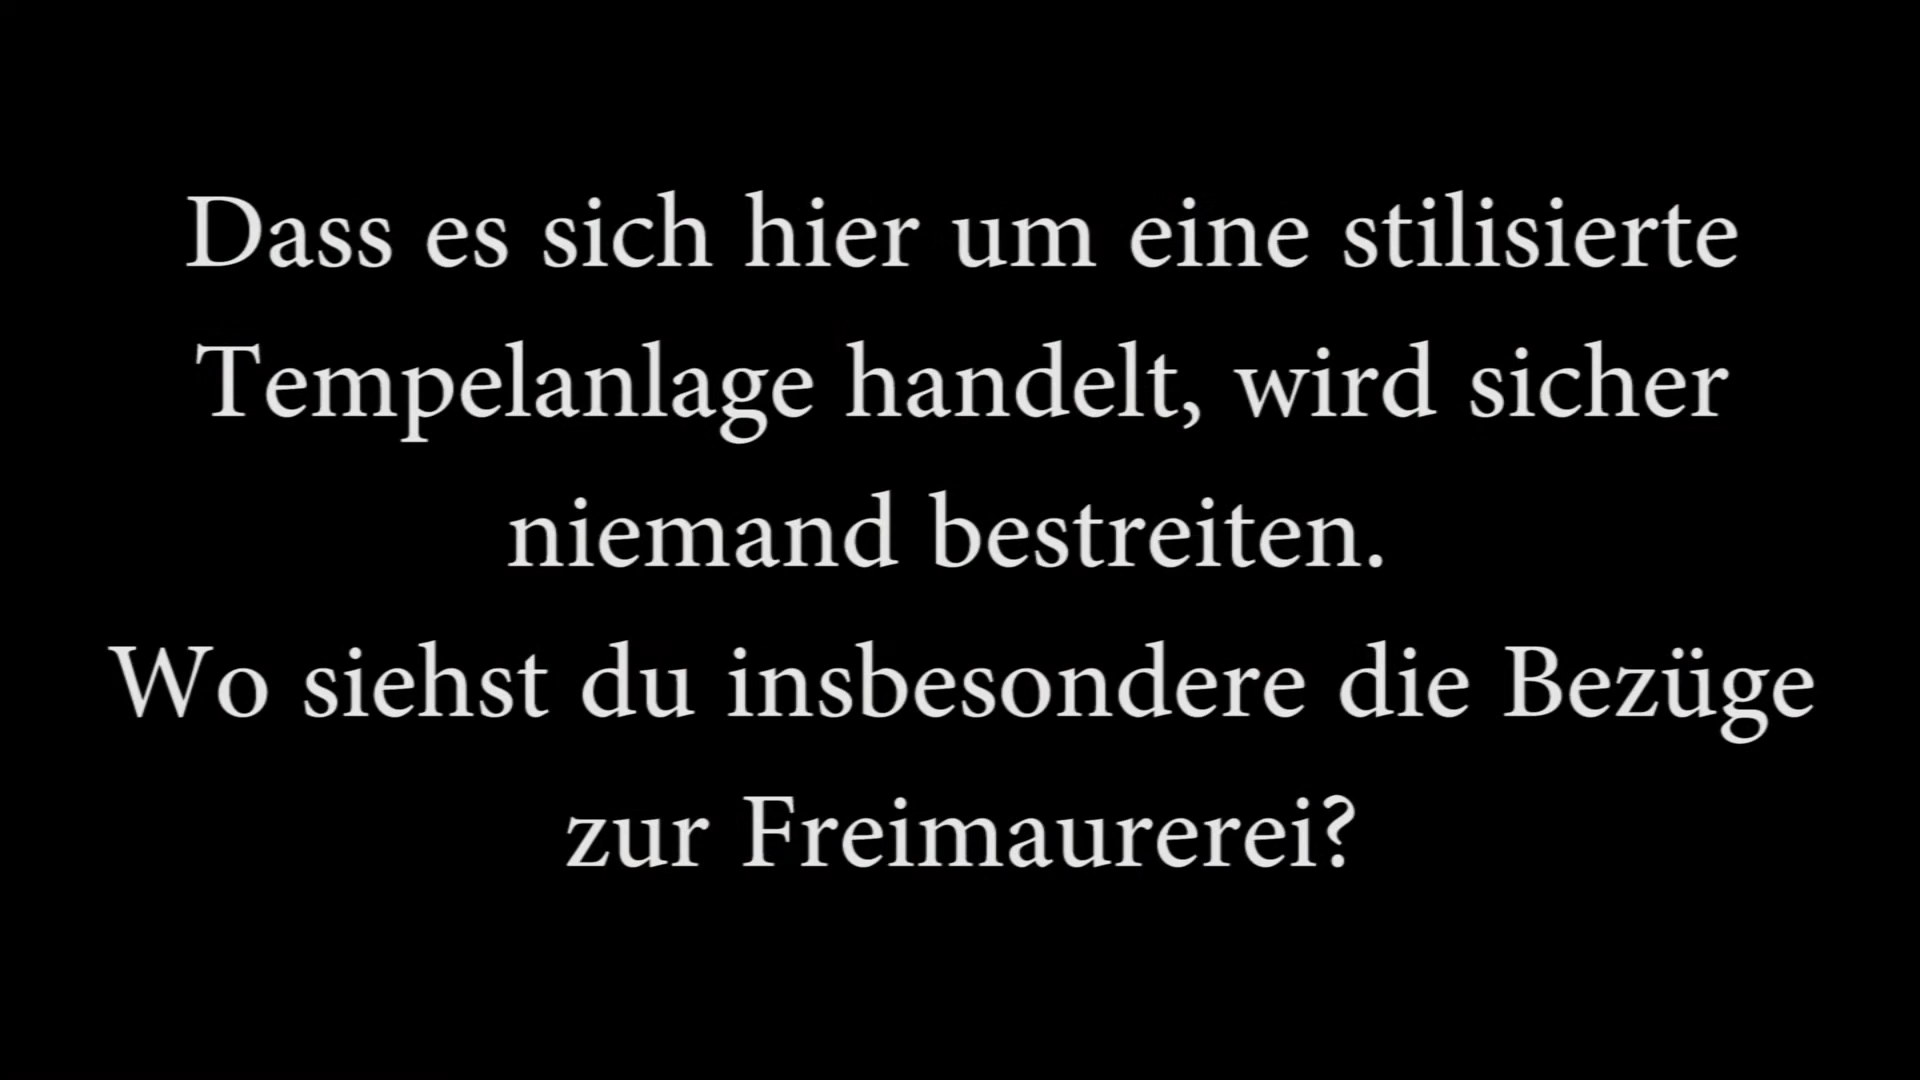 Dass es sich hier um eine stilisierte
Tempelanlage handelt, wird sicher
niemand bestreiten.
Wo siehst du insbesondere die Bezüge
zur Freimaurerei?